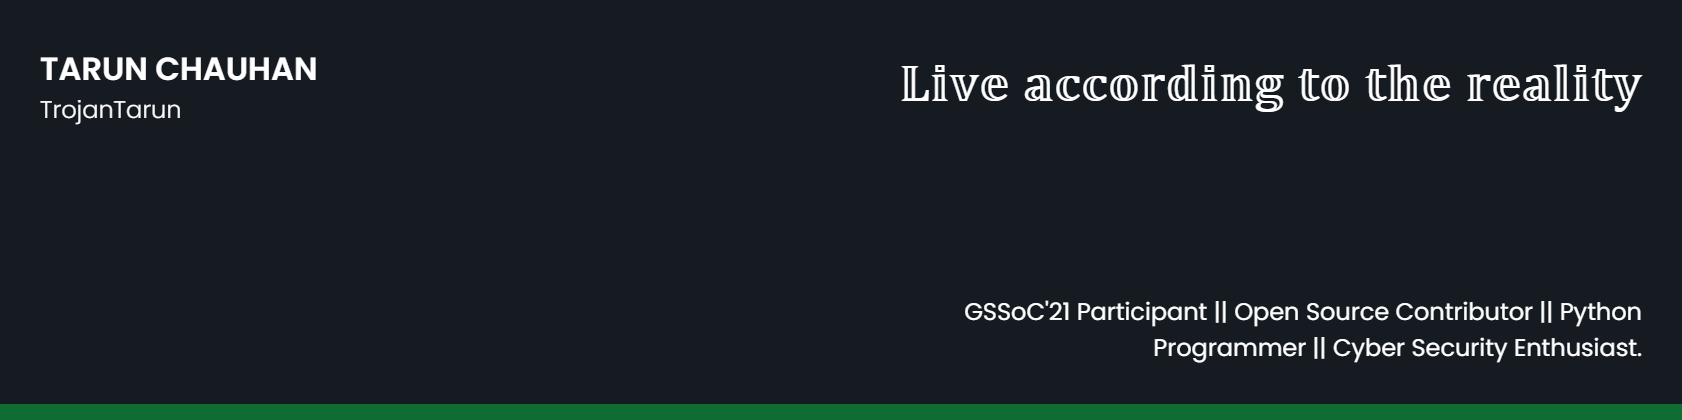 TARUN CHAUHAN
TrojanTarun
Live according to the reality
GSSoC'21 Participant || Open Source Contributor || Python
Programmer || Cyber Security Enthusiast.